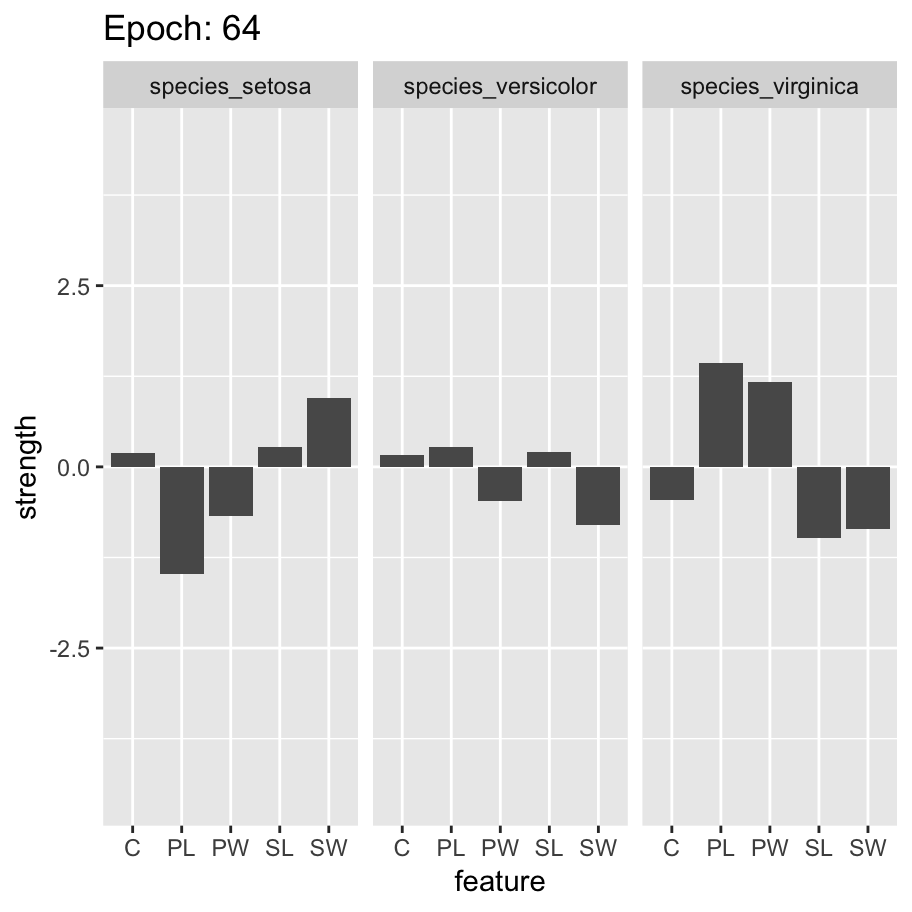 Epoch: 64
species_setosa species_versicolor species_virginica
2.5
0.0
-2.5
strength
C PL PW SL SW C PL PW SL SW C PL PW SL SW
feature